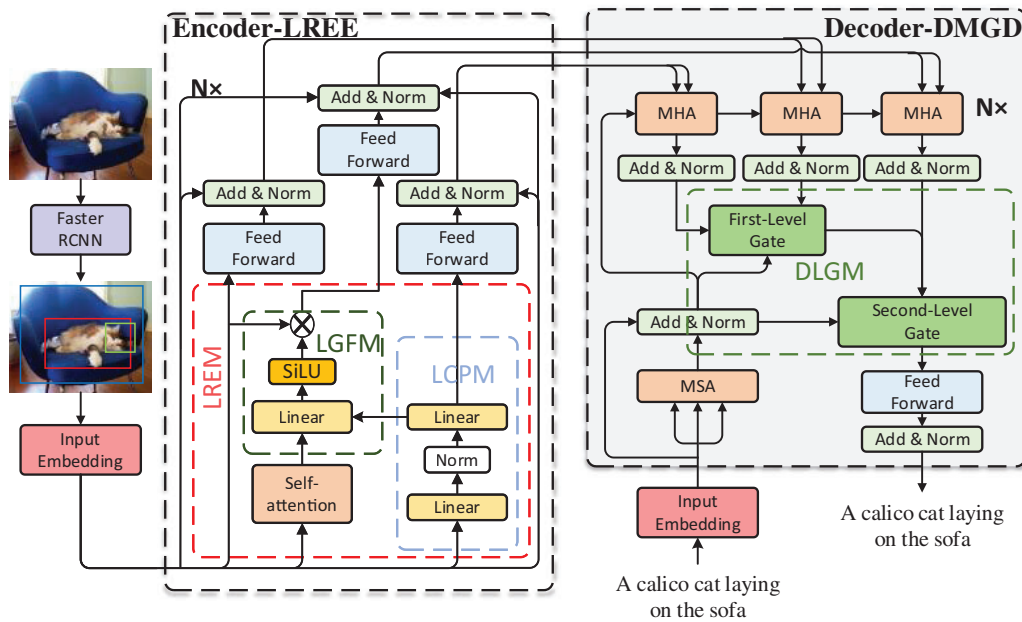 Encoder-LREE
Decoder-DMGD
N×
Add & Norm
Feed
Forward
Add & Norm
Add & Norm
Feed
Forward
Feed
Forward
Faster
RCNN
LREM
LGFM
SiLU
Linear
Self-
attention
LCPM
Linear
Norm
Linear
Input
Embedding
MHA
MHA
MHA
N×
Add & Norm
Add & Norm
Add & Norm
First-Level
Gate
DLGM
Add & Norm
Second-Level
Gate
MSA
Feed
Forward
Add & Norm
Input
Embedding
A calico cat laying
on the sofa
A calico cat laying
on the sofa